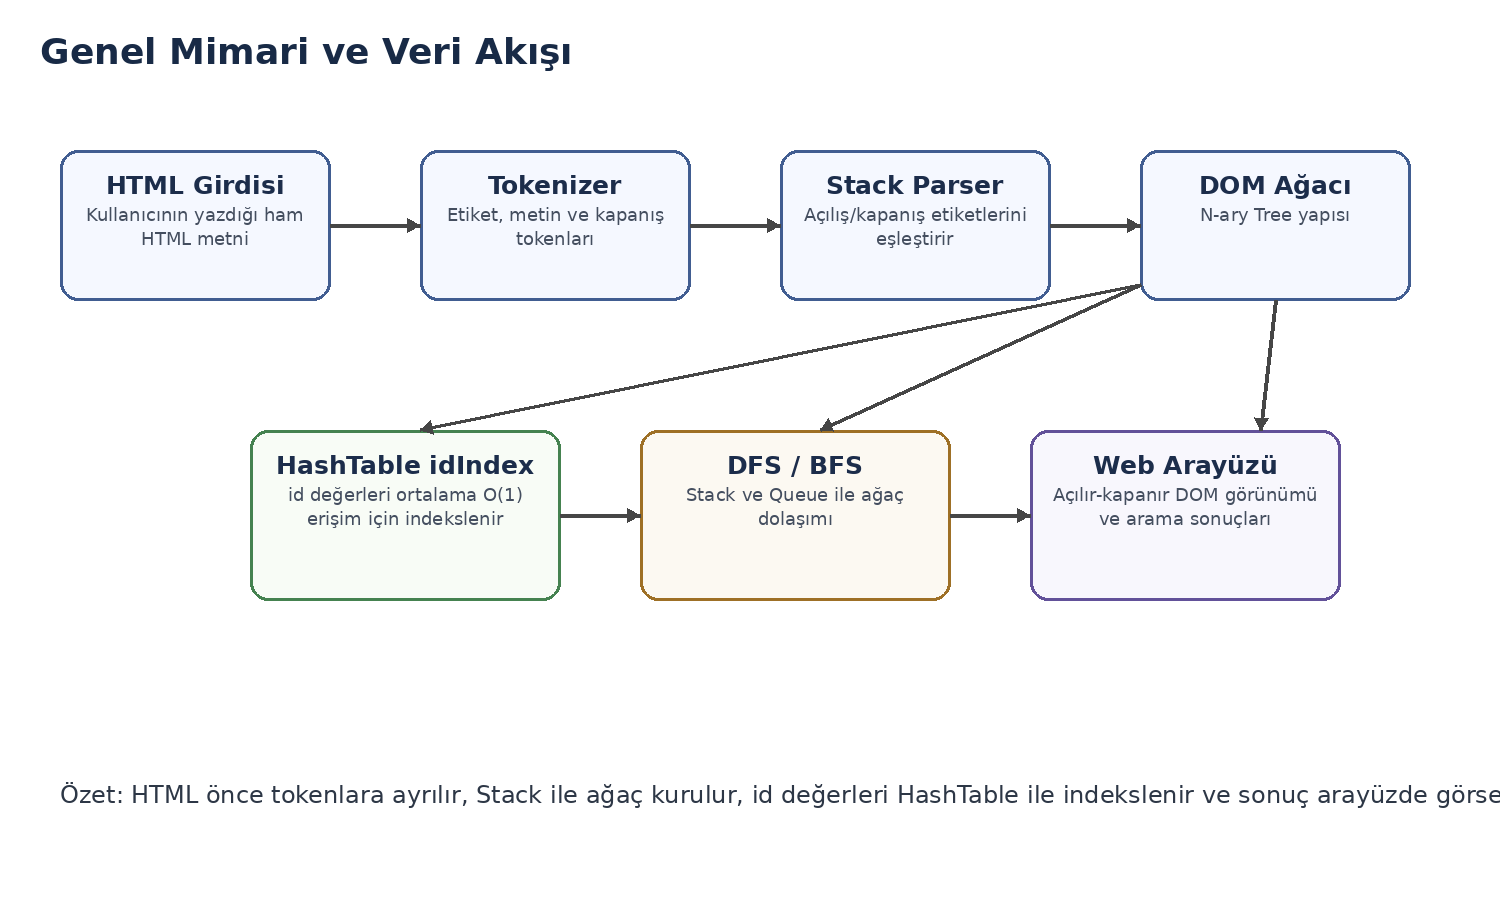 Genel Mimari ve Veri Akışı
HTML Girdisi
Kullanıcının yazdığı ham
HTML metni
Tokenizer
Etiket, metin ve kapanış
tokenları
Stack Parser
Açılış/kapanış etiketlerini
eşleştirir
DOM Ağacı
N-ary Tree yapısı
HashTable idIndex
id değerleri ortalama O(1)
erişim için indekslenir
DFS / BFS
Stack ve Queue ile ağaç
dolaşımı
Web Arayüzü
Açılır-kapanır DOM görünümü
ve arama sonuçları
Özet: HTML önce tokenlara ayrılır, Stack ile ağaç kurulur, id değerleri HashTable ile indekslenir ve sonuç arayüzde görse